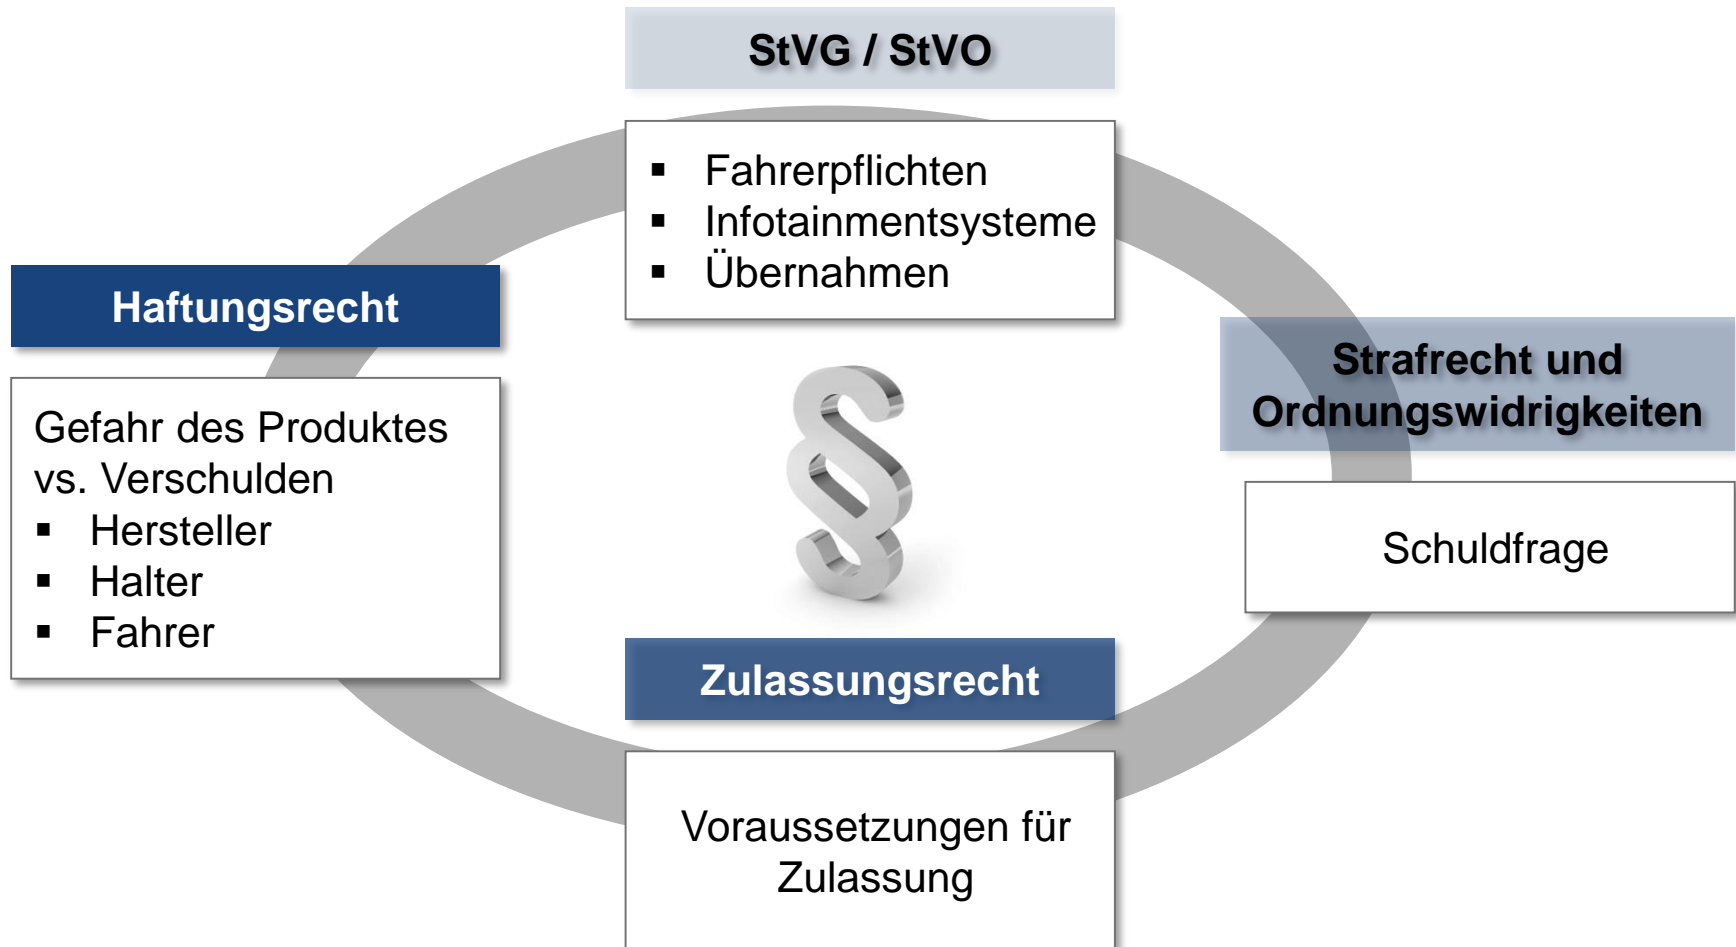 StVG / StVO
▪ Fahrerpflichten
▪ Infotainmentsysteme
▪ Übernahmen
Haftungsrecht
Gefahr des Produktes
vs. Verschulden
▪ Hersteller
▪ Halter
▪ Fahrer
Strafrecht und
Ordnungswidrigkeiten
Schuldfrage
§
Zulassungsrecht
Voraussetzungen für
Zulassung